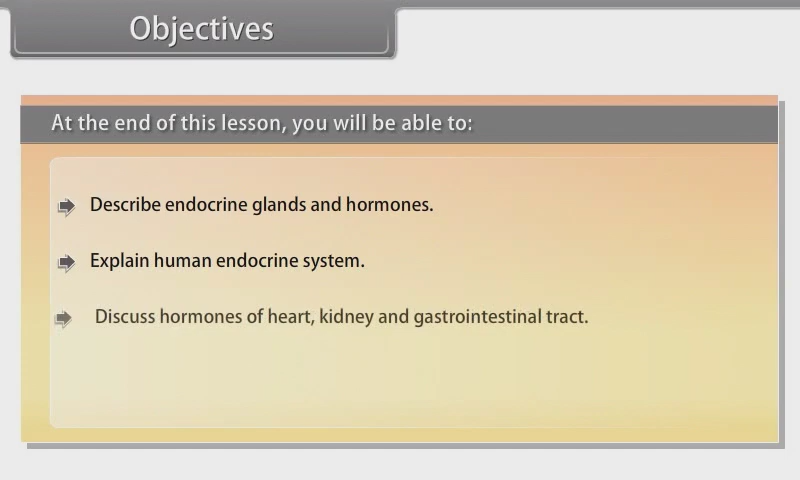 Objectives
At the end of this lesson, you will be able to:
Describe endocrine glands and hormones.
Explain human endocrine system.
Discuss hormones of heart, kidney and gastrointestinal tract.